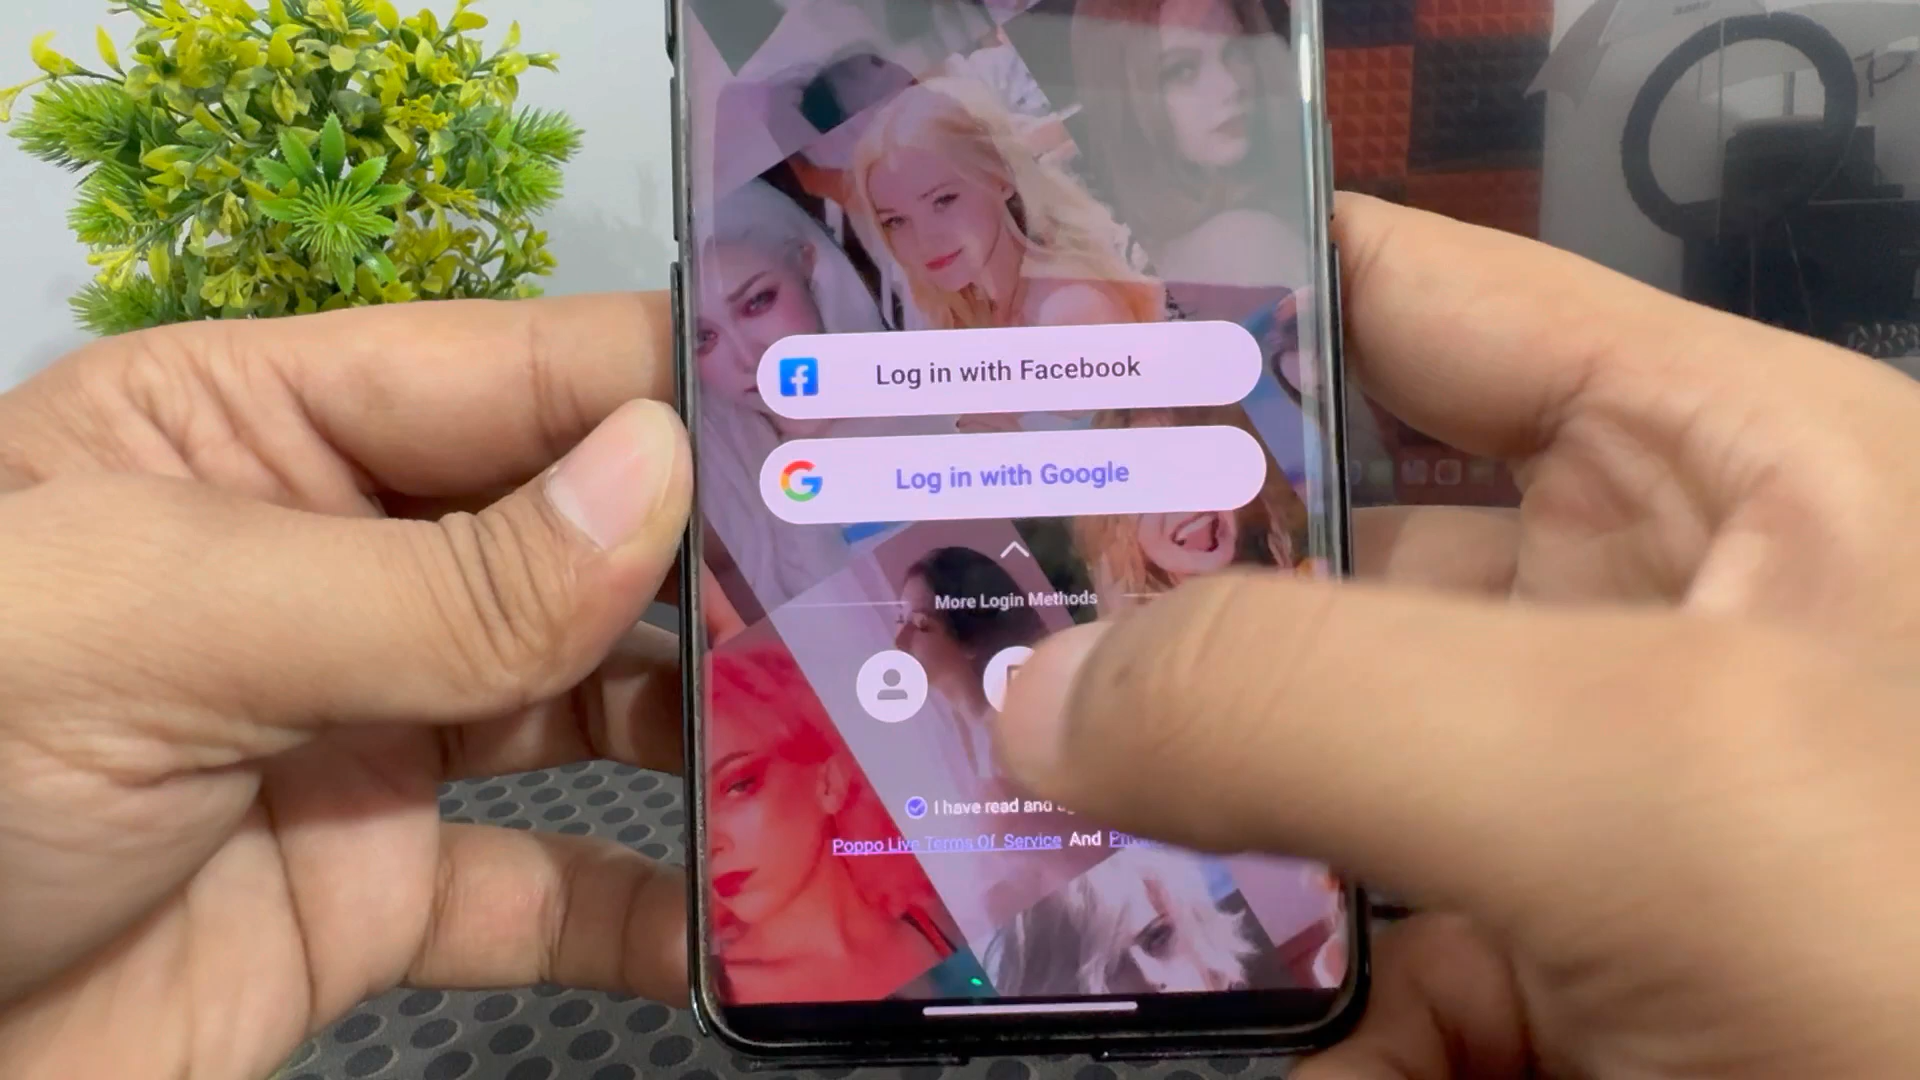 Log in with Facebook
Log in with Google
More Login Methods
I have read and
Poppo Live Terms Of Service And